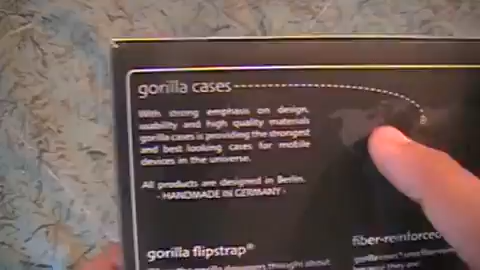 gorilla cases
With strong emphasis on design,
usability and high quality materials
gorilla cases is providing the strongest
and best looking cases for mobile
devices in the universe.
All products are designed in Berlin.
- HANDMADE IN GERMANY -
gorilla flipstrap®
fiber-reinforced
thoughts about